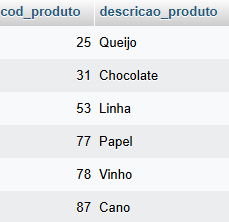 cod_produto descricao_produto
25 Queijo
31 Chocolate
53 Linha
77 Papel
78 Vinho
87 Cano